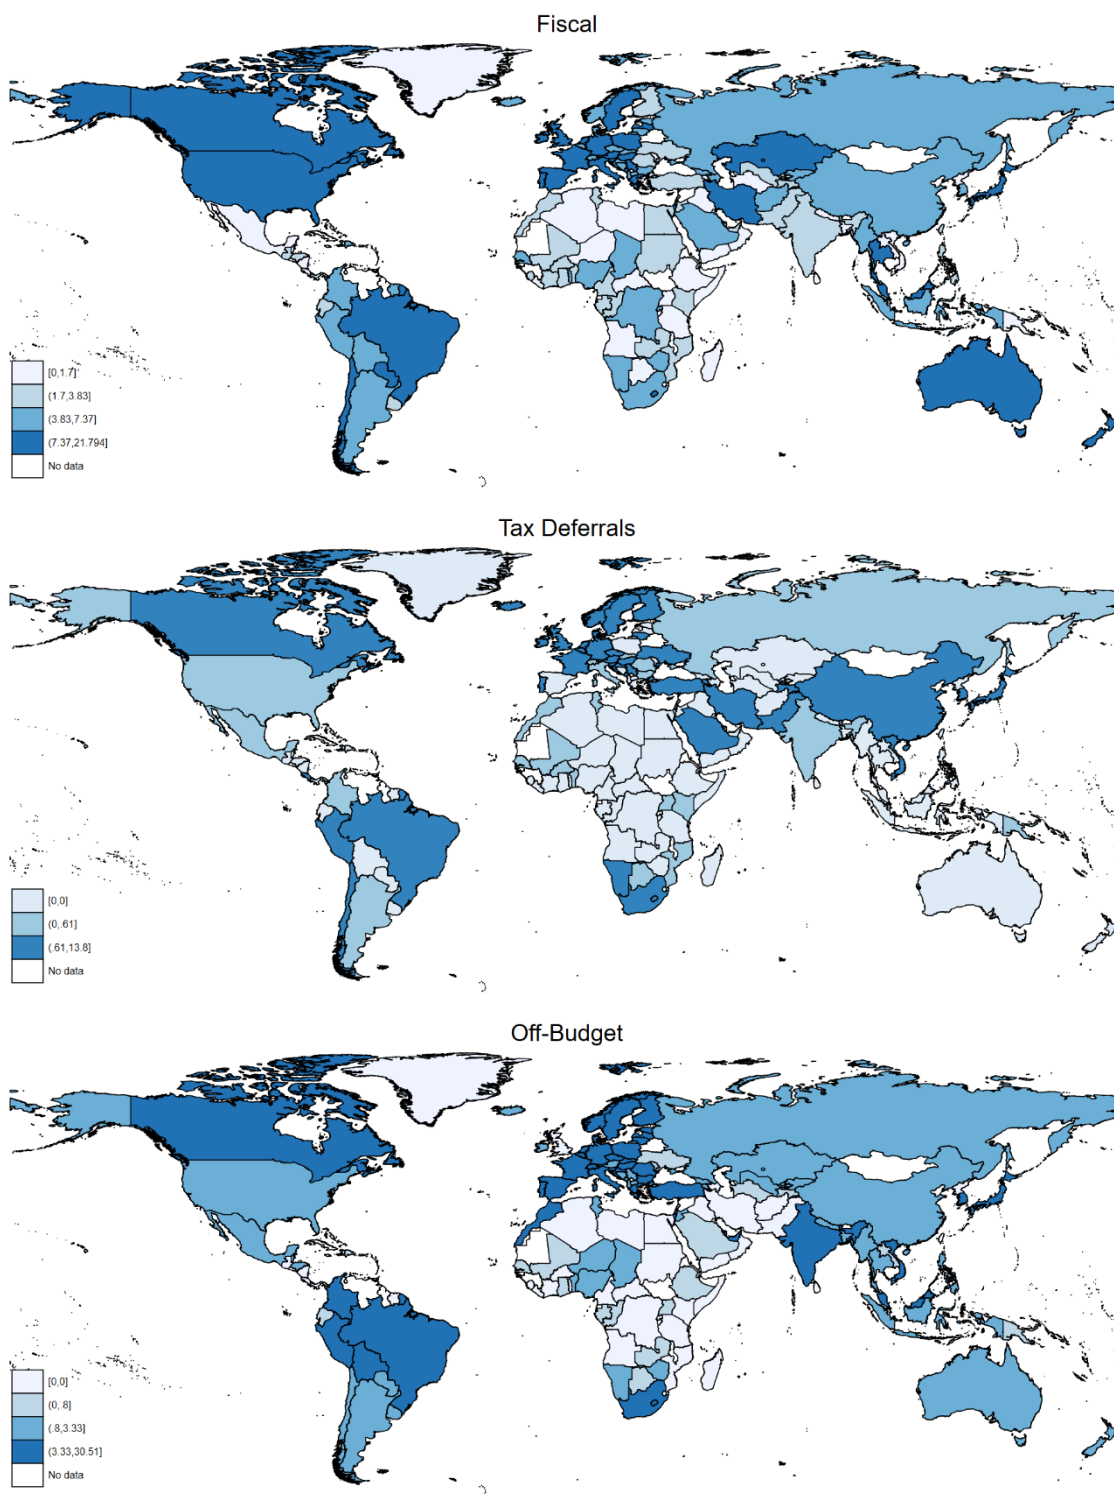 Fiscal
[0,1.7]
(1.7,3.83]
(3.83,7.37]
(7.37,21.794]
No data
Tax Deferrals
[0,0]
(0,.61]
(.61,13.8]
No data
Off-Budget
[0,0]
(0,.8]
(.8,3.33]
(3.33,30.51]
No data